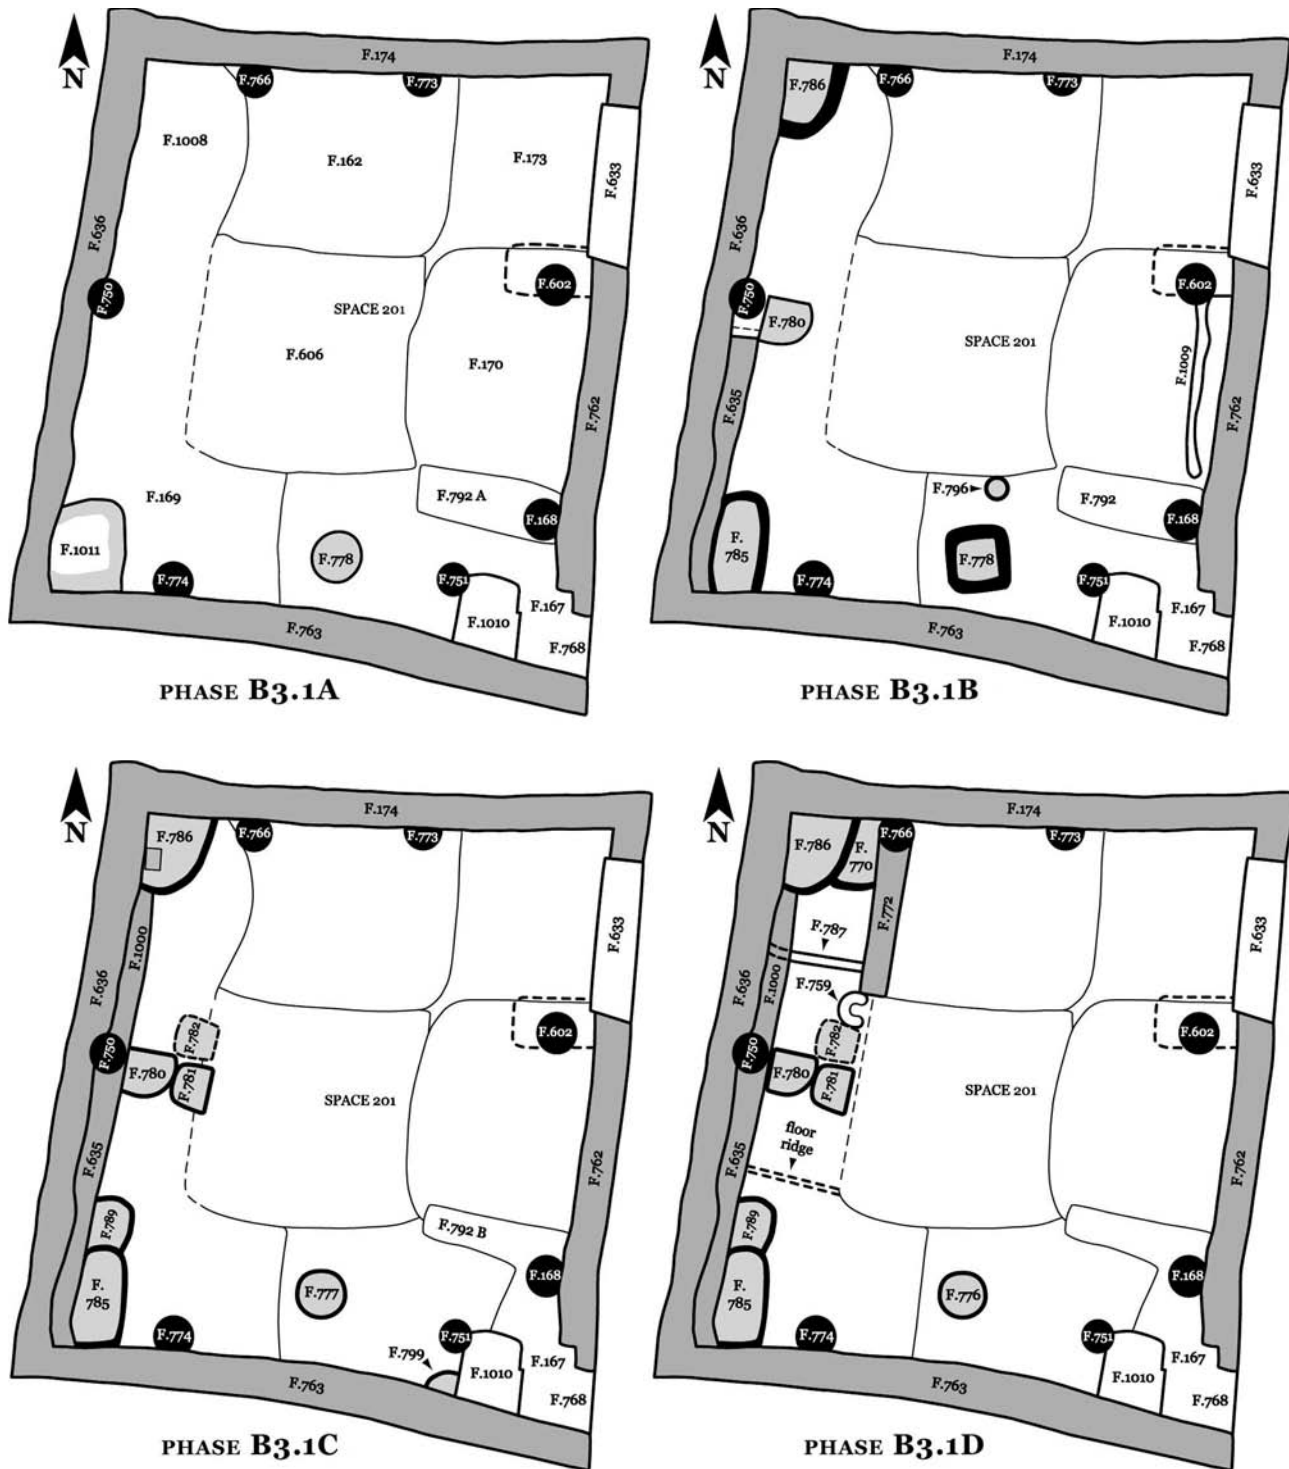 F.174
N
F.766
F.773
F.1008
F.162
F.173
F.633
F.636
F.602
F.750
SPACE 201
F.606
F.170
F.762
F.169
F.792 A
F.168
F.1011
F.778
F.774
F.751
F.167
F.1010
F.763
F.768
PHASE B3.1A
F.174
N
F.786
F.766
F.773
F.633
F.636
F.602
F.750
F.780
SPACE 201
F.1009
F.635
F.762
F.796
F.792
F.168
F.
785
F.778
F.774
F.751
F.167
F.1010
F.763
F.768
PHASE B3.1B
F.174
N
F.786
F.766
F.773
F.1000
F.633
F.636
F.782
F.602
F.750
F.780
F.781
SPACE 201
F.635
F.762
F.789
F.792 B
F.168
F.
785
F.777
F.774
F.751
F.799
F.167
F.1010
F.763
F.768
PHASE B3.1C
F.174
N
F.786
F.766
F.773
F.
770
F.772
F.787
F.633
F.1000
F.759
F.636
F.782
F.602
F.750
F.780
F.781
SPACE 201
floor
ridge
F.635
F.762
F.789
F.168
F.
785
F.776
F.774
F.751
F.167
F.1010
F.763
F.768
PHASE B3.1D